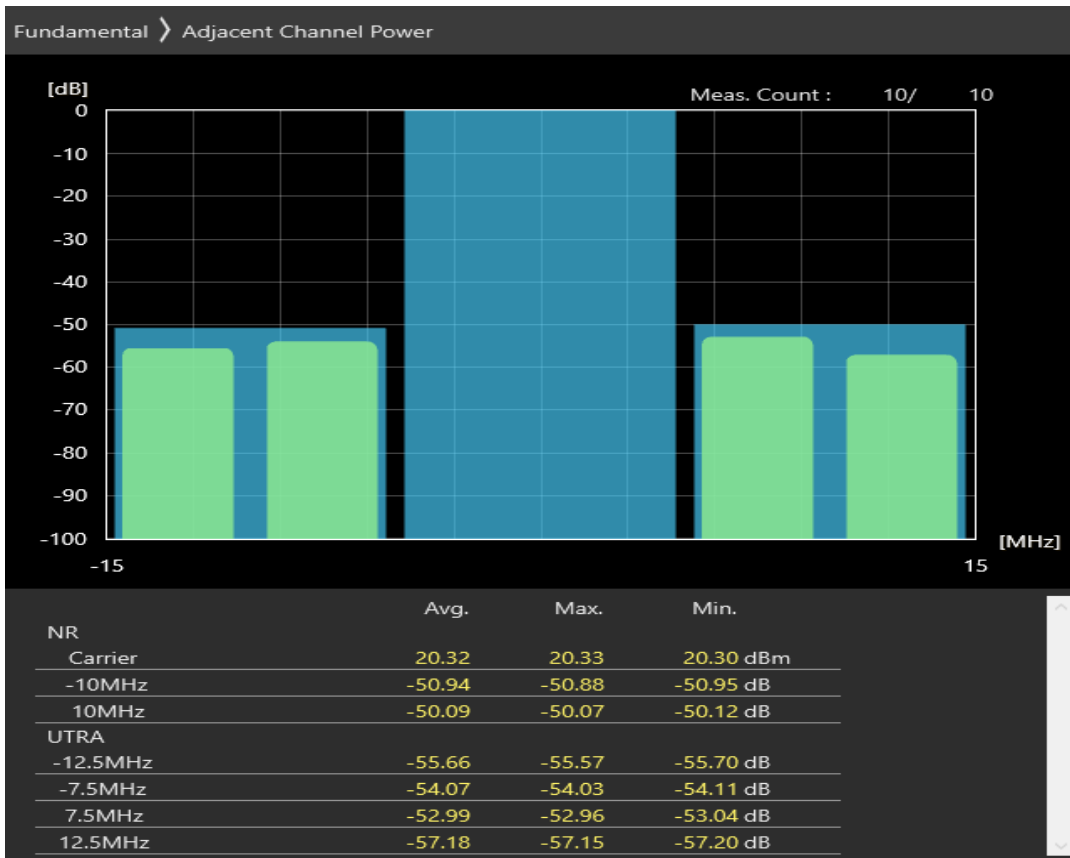 Fundamental ❯ Adjacent Channel Power
[dB]
Meas. Count : 10/ 10
0
-10
-20
-30
-40
-50
-60
-70
-80
-90
-100
[MHz]
-15 15
Avg. Max. Min.
NR
Carrier 20.32 20.33 20.30 dBm
-10MHz -50.94 -50.88 -50.95 dB
10MHz -50.09 -50.07 -50.12 dB
UTRA
-12.5MHz -55.66 -55.57 -55.70 dB
-7.5MHz -54.07 -54.03 -54.11 dB
7.5MHz -52.99 -52.96 -53.04 dB
12.5MHz -57.18 -57.15 -57.20 dB